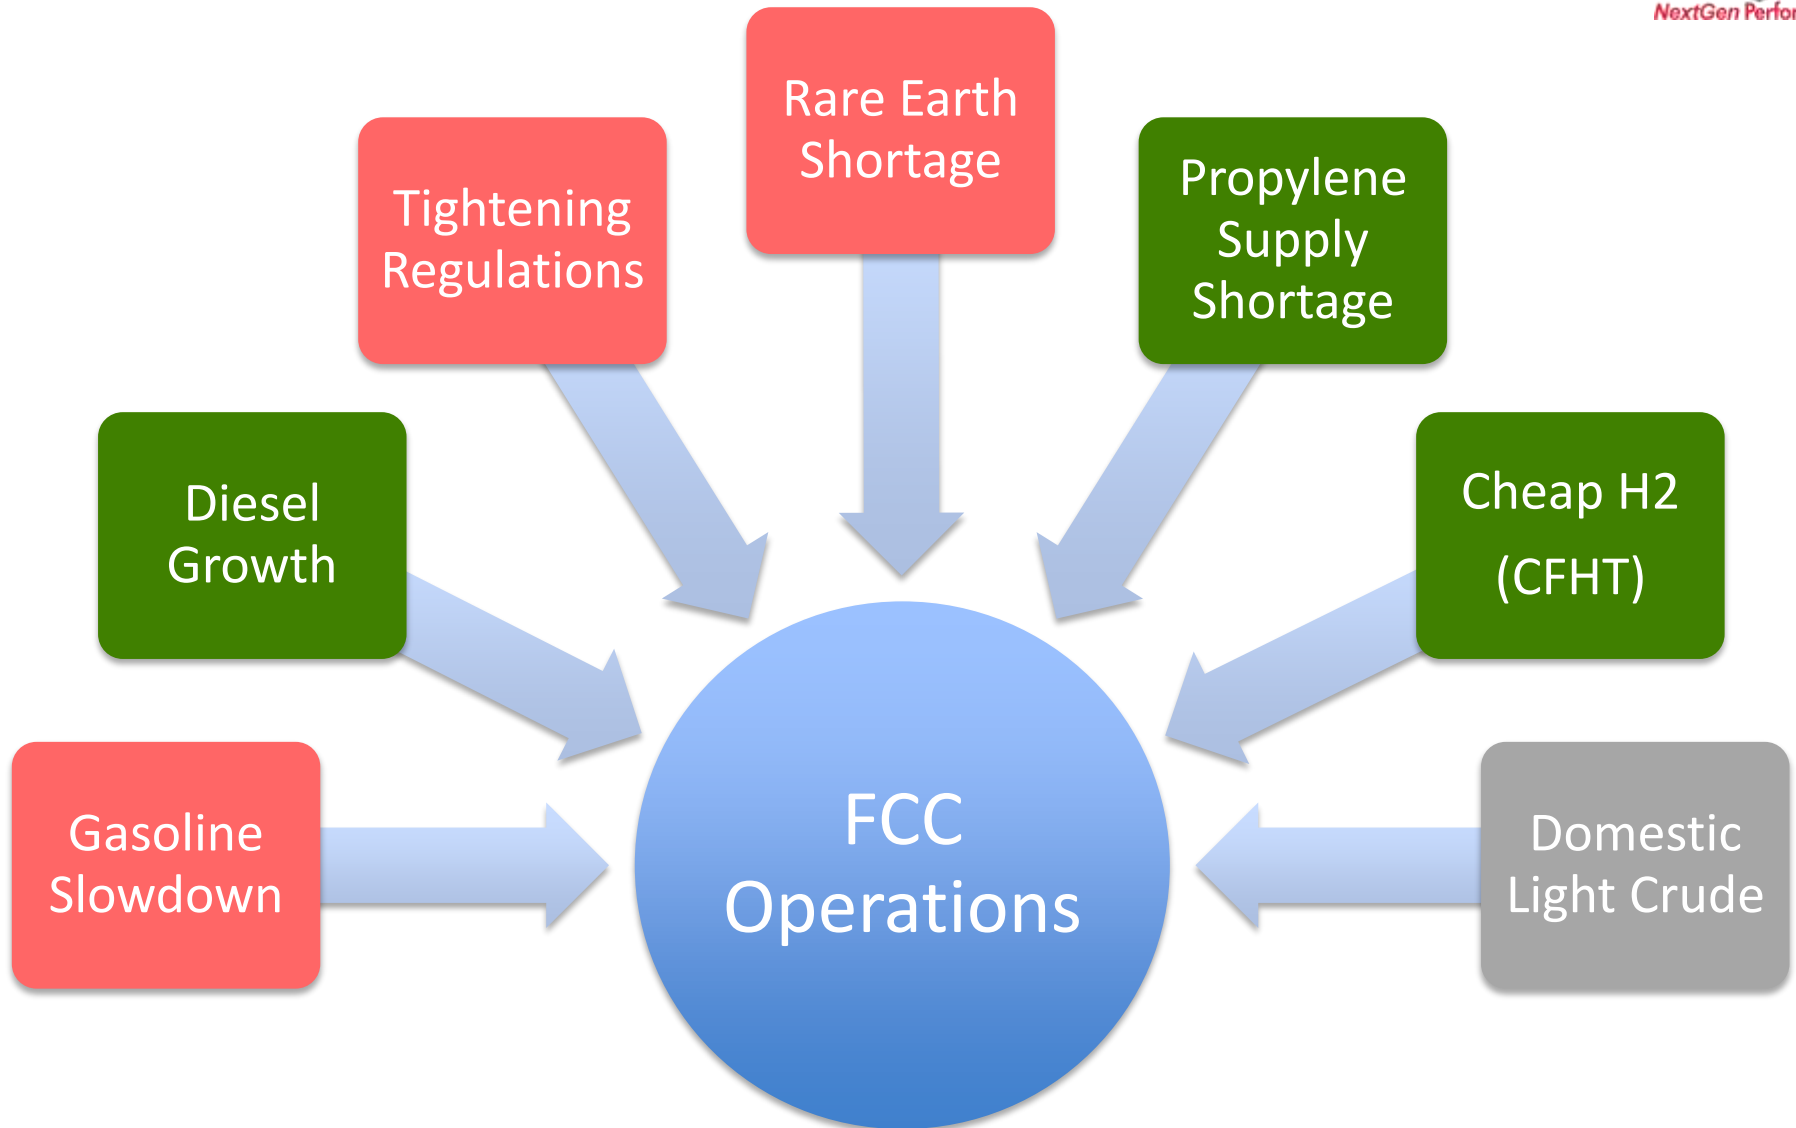 NextGen
Rare Earth
Shortage
Tightening
Regulations
Propylene
Supply
Shortage
Diesel
Growth
Cheap H2
(CFHT)
Gasoline
Slowdown
FCC
Operations
Domestic
Light Crude